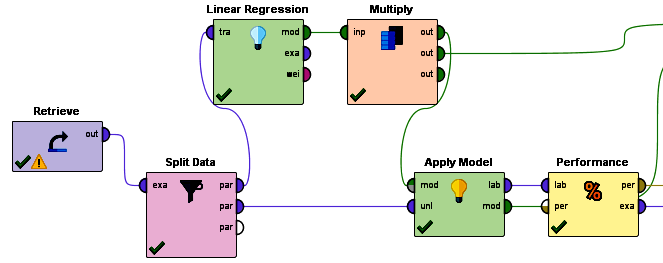 Linear Regression
tra
mod
exa
wei
Multiply
inp
out
out
out
Retrieve
out
Split Data
exa
par
par
par
Apply Model
mod
unl
lab
mod
Performance
lab
per
%
per
exa